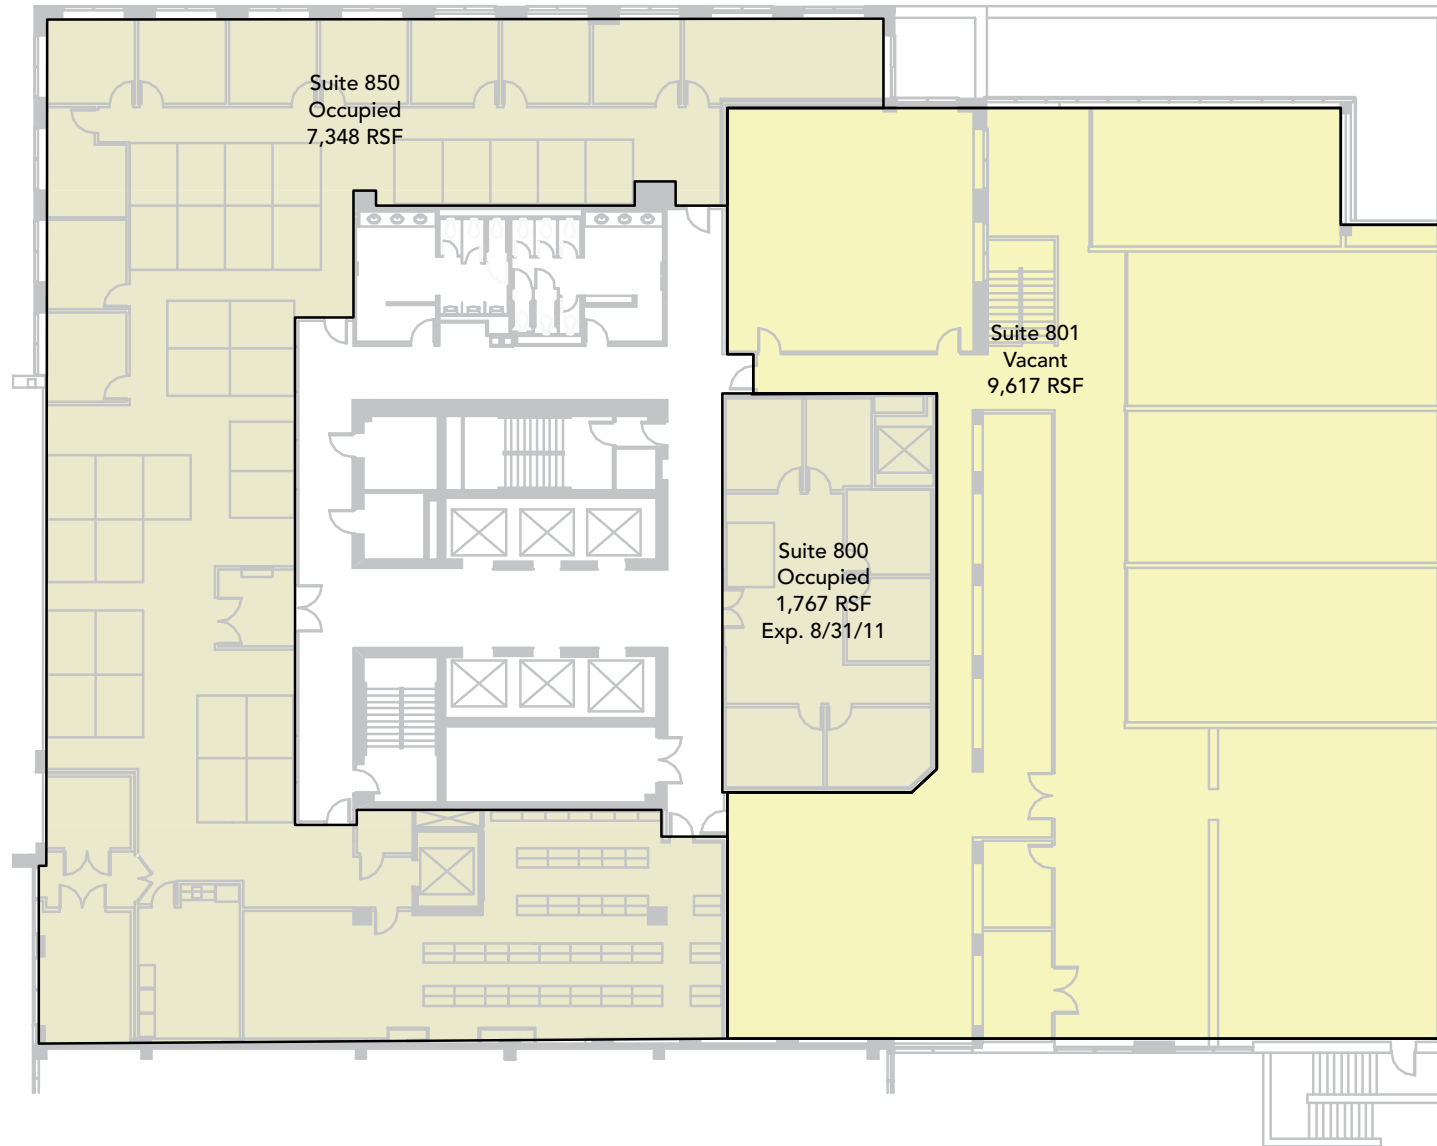 Suite 850
Occupied
7,348 RSF
Suite 801
Vacant
9,617 RSF
Suite 800
Occupied
1,767 RSF
Exp. 8/31/11